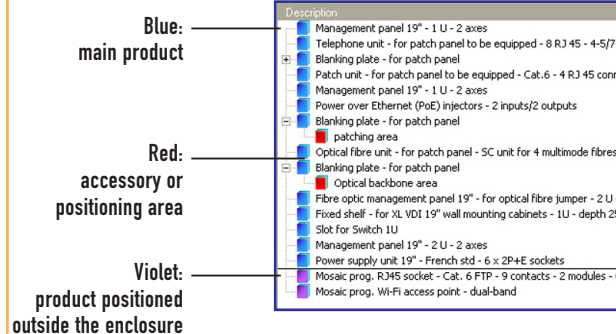 Blue:
main product
Red:
accessory or
positioning area
Violet:
product positioned
outside the enclosure
Description
Management panel 19" - 1 U - 2 axes
Telephone unit - for patch panel to be equipped - 8 RJ 45 - 4-5/7-
Blanking plate - for patch panel
Patch unit - for patch panel to be equipped - Cat.6 - 4 RJ 45
Management panel 19" - 1 U - 2 axes
Power over Ethernet (PoE) injectors - 2 inputs/2 outputs
Blanking plate - for patch panel
patching area
Optical fibre unit - for patch panel - SC unit for 4 multimode fibres
Blanking plate - for patch panel
Optical backbone area
Fibre optic management panel 19" - for optical fibre jumper - 2 U
Fixed shelf - for XL VDI 19" wall mounting cabinets - 1U - depth
Slot for Switch 1U
Management panel 19" - 2 U - 2 axes
Power supply unit 19" - French std - 6 x 2P+E sockets
Mosaic prog. RJ45 socket - Cat. 6 FTP - 9 contacts - 2 modules -
Mosaic prog. Wi-Fi access point - dual-band